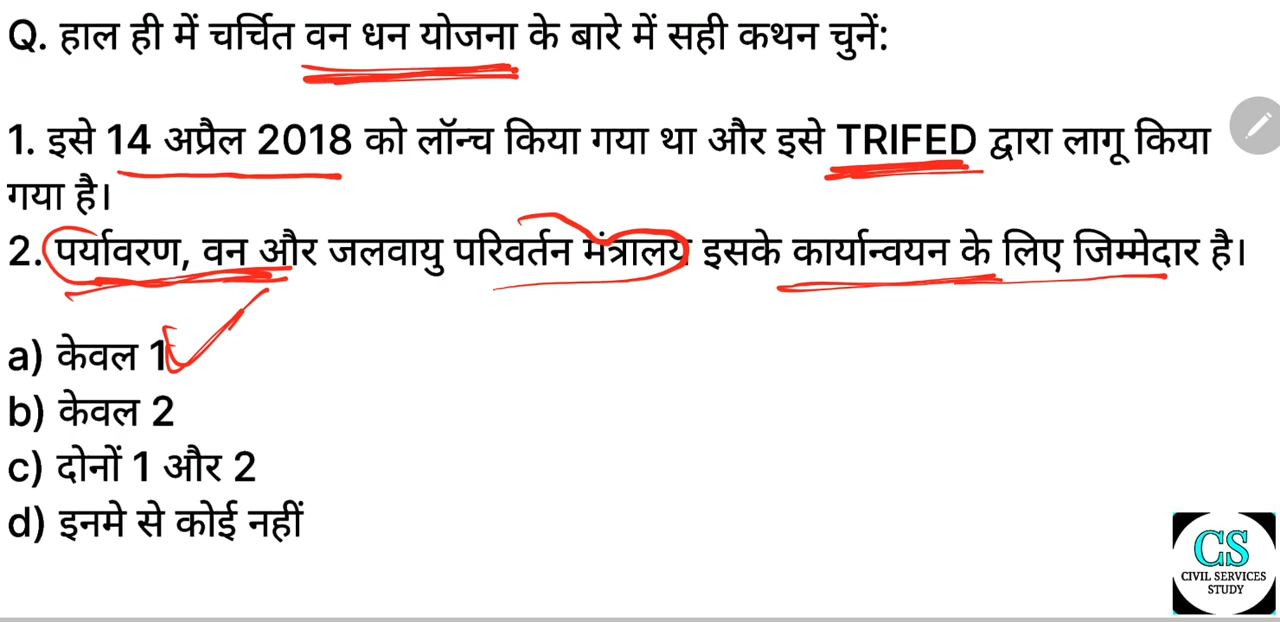 Q. हाल ही में चर्चित वन धन योजना के बारे में सही कथन चुनें:
1. इसे 14 अप्रैल 2018 को लॉन्च किया गया था और इसे TRIFED द्वारा लागू किया
गया है।
2. पर्यावरण, वन और जलवायु परिवर्तन मंत्रालय इसके कार्यान्वयन के लिए जिम्मेदार है।
a) केवल 1
b) केवल 2
c) दोनों 1 और 2
d) इनमे से कोई नहीं
CS
CIVIL SERVICES
STUDY